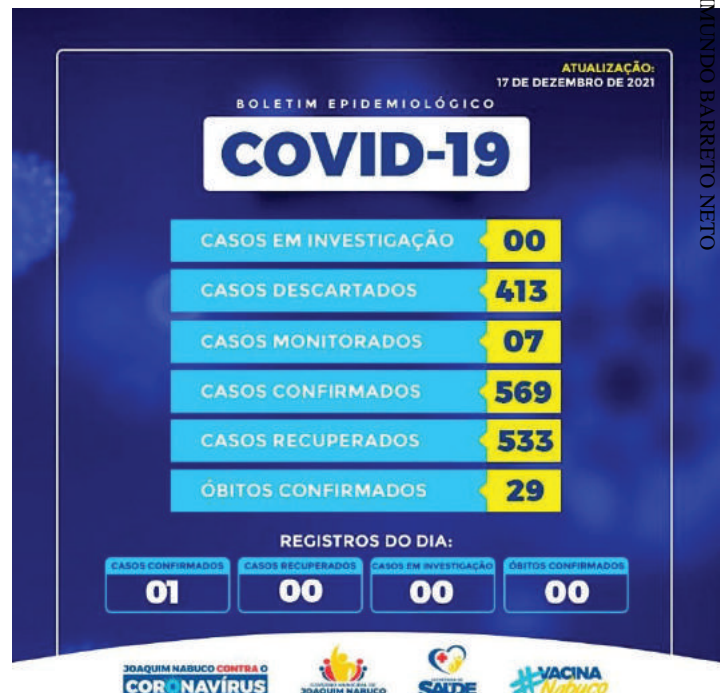 ATUALIZAÇÃO:
17 DE DEZEMBRO DE 2021
BOLETIM EPIDEMIOLÓGICO
COVID-19
CASOS EM INVESTIGAÇÃO 00
CASOS DESCARTADOS 413
CASOS MONITORADOS 07
CASOS CONFIRMADOS 569
CASOS RECUPERADOS 533
ÓBITOS CONFIRMADOS 29
REGISTROS DO DIA:
CASOS CONFIRMADOS 01
CASOS RECUPERADOS 00
CASOS EM INVESTIGAÇÃO 00
ÓBITOS CONFIRMADOS 00
JOAQUIM NABUCO CONTRA O
CORONAVÍRUS
JOAQUIM NABUCO
SAÚDE
#VACINA
Nabuco
BARRETO NETO